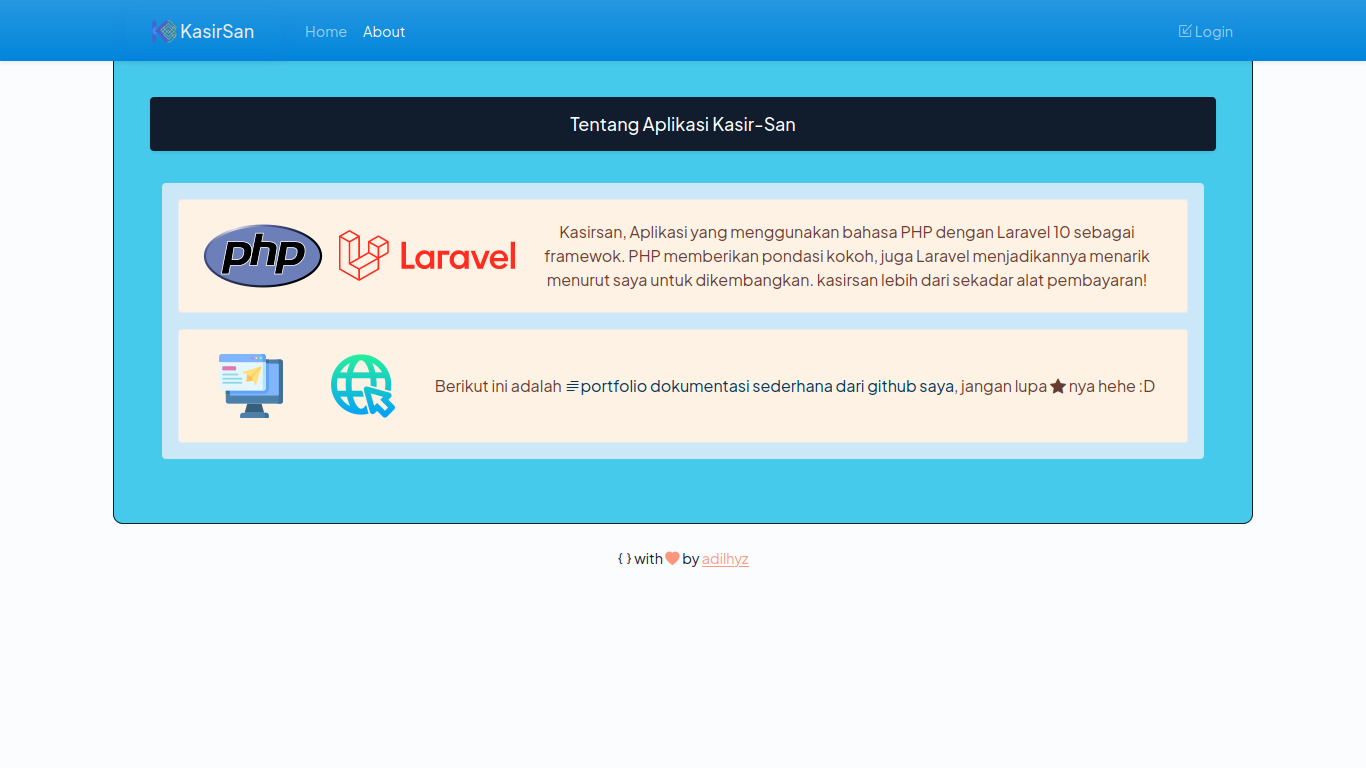 KasirSan Home About Login
Tentang Aplikasi Kasir-San
php Laravel
Kasirsan, Aplikasi yang menggunakan bahasa PHP dengan Laravel 10 sebagai
framewok. PHP memberikan pondasi kokoh, juga Laravel menjadikannya menarik
menurut saya untuk dikembangkan. kasirsan lebih dari sekadar alat pembayaran!
Berikut ini adalah portfolio dokumentasi sederhana dari github saya, jangan lupa ★ nya hehe :D
{ } with ♥ by adilhyz